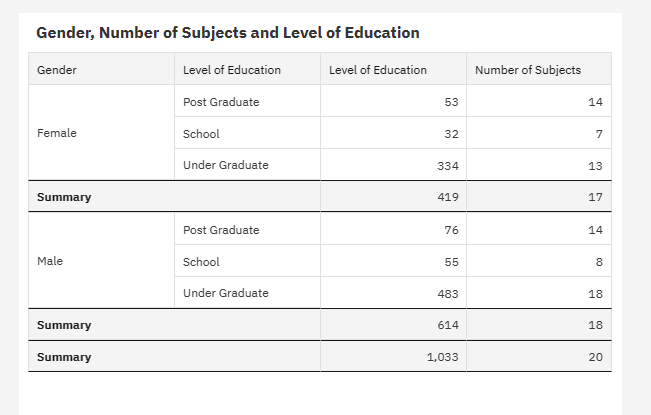 Gender, Number of Subjects and Level of Education
Gender Level of Education Level of Education Number of Subjects
Female
Post Graduate 53 14
School 32 7
Under Graduate 334 13
Summary 419 17
Male
Post Graduate 76 14
School 55 8
Under Graduate 483 18
Summary 614 18
Summary 1,033 20